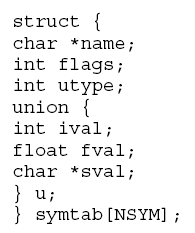 struct {
char *name;
int flags;
int utype;
union {
int ival;
float fval;
char *sval;
} u;
} symtab[NSYM];